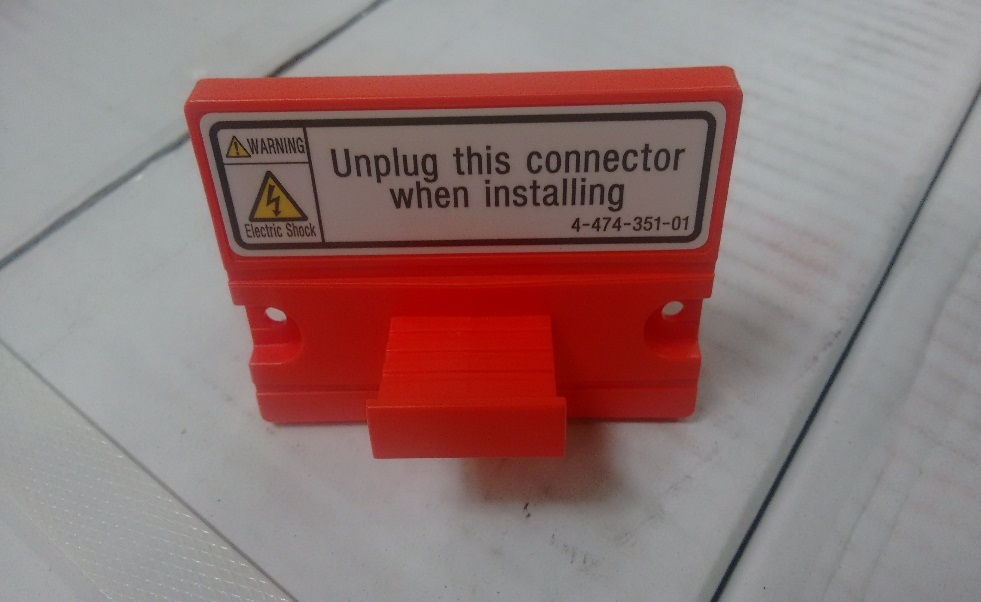 WARNING
Electric Shock
Unplug this connector
when installing
4-474-351-01